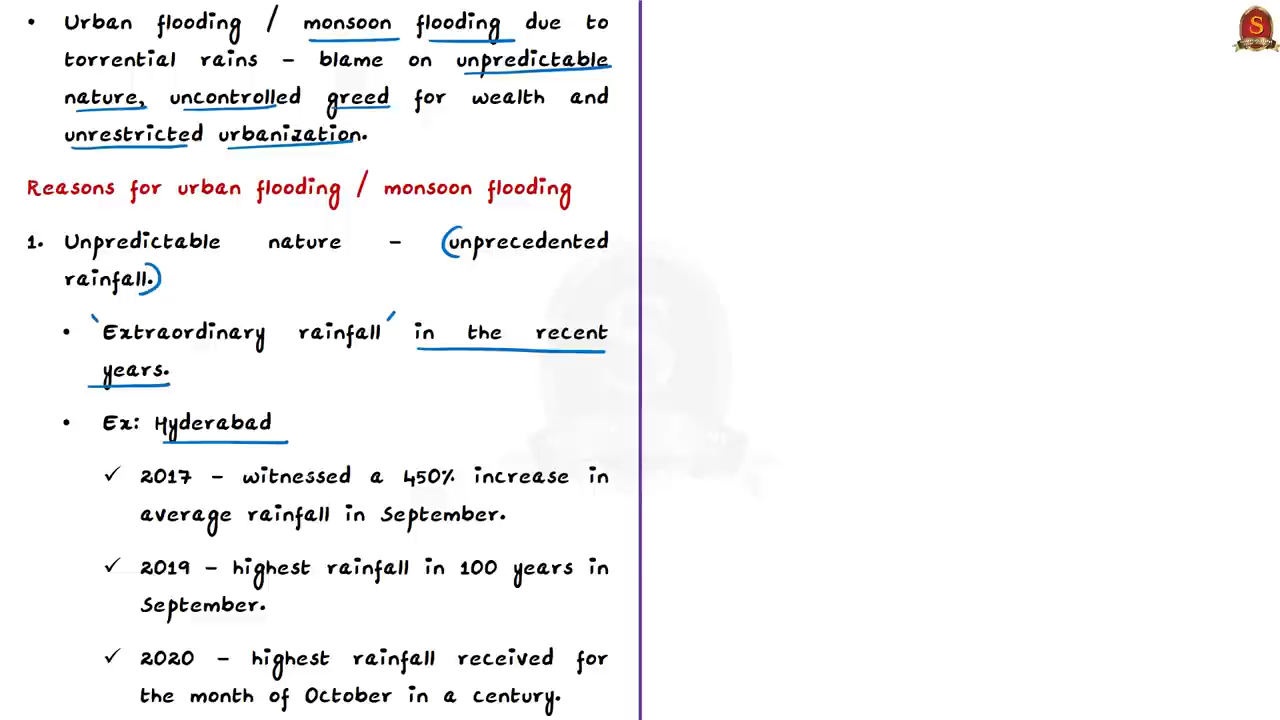 • Urban flooding / monsoon flooding due to
torrential rains – blame on unpredictable
nature, uncontrolled greed for wealth and
unrestricted urbanization.
Reasons for urban flooding / monsoon flooding
1. Unpredictable nature – (unprecedented
rainfall.)
• 'Extraordinary rainfall' in the recent
years.
• Ex: Hyderabad
✓ 2017 – witnessed a 450% increase in
average rainfall in September.
✓ 2019 – highest rainfall in 100 years in
September.
✓ 2020 – highest rainfall received for
the month of October in a century.
S